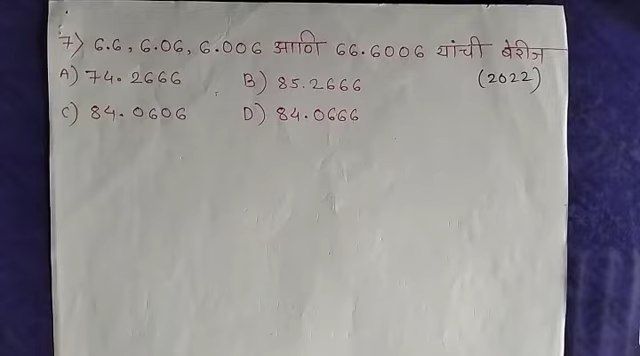 7) 6.6, 6.06, 6.006 आणि 66.6006 यांची बेरीज
A) 74.2666 B) 85.2666 (2022)
C) 84.0606 D) 84.0666